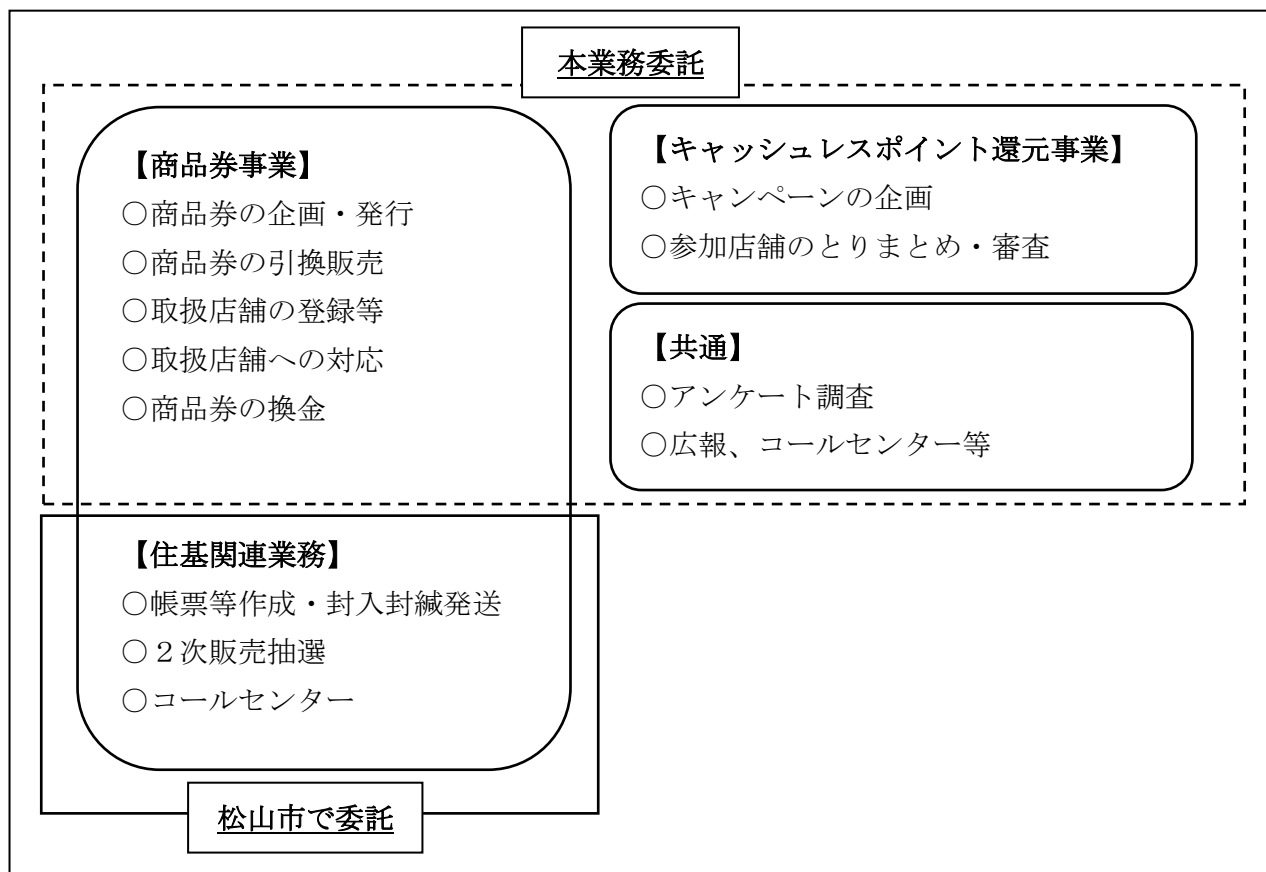 本業務委託
【商品券事業】
○商品券の企画・発行
○商品券の引換販売
○取扱店舗の登録等
○取扱店舗への対応
○商品券の換金
【キャッシュレスポイント還元事業】
○キャンペーンの企画
○参加店舗のとりまとめ・審査
【共通】
○アンケート調査
○広報、コールセンター等
【住基関連業務】
○帳票等作成・封入封緘発送
○２次販売抽選
○コールセンター
松山市で委託